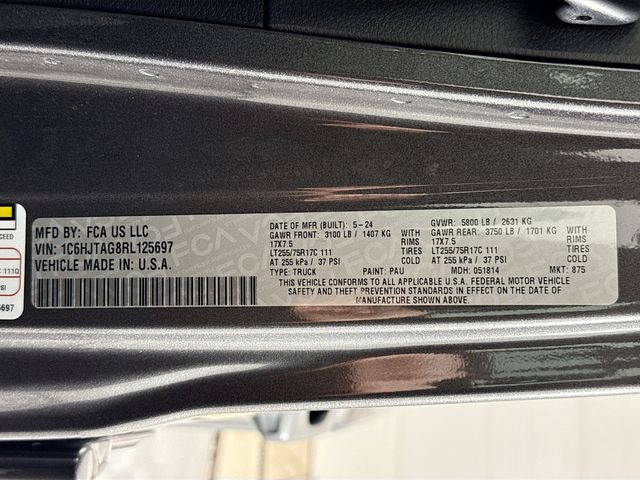 MFD BY: FCA US LLC
VIN: 1C6HJTAG8RL125697
VEHICLE MADE IN U.S.A.
DATE OF MFR (BUILT): 5-24
GAWR FRONT: 3100 LB / 1407 KG WITH
17X7.5 RIMS
LT255/75R17C 111 TIRES
AT 255 kPa / 37 PSI COLD
TYPE: TRUCK PAINT: PAU
GVWR: 5800 LB / 2631 KG
GAWR REAR: 3750 LB / 1701 KG WITH
17X7.5 RIMS
LT255/75R17C 111 TIRES
AT 255 kPa / 37 PSI COLD
MDH: 051814 MKT: 875
THIS VEHICLE CONFORMS TO ALL APPLICABLE U.S.A. FEDERAL MOTOR VEHICLE
SAFETY AND THEFT PREVENTION STANDARDS IN EFFECT ON THE DATE OF
MANUFACTURE SHOWN ABOVE.
C 111Q
PSI
5697